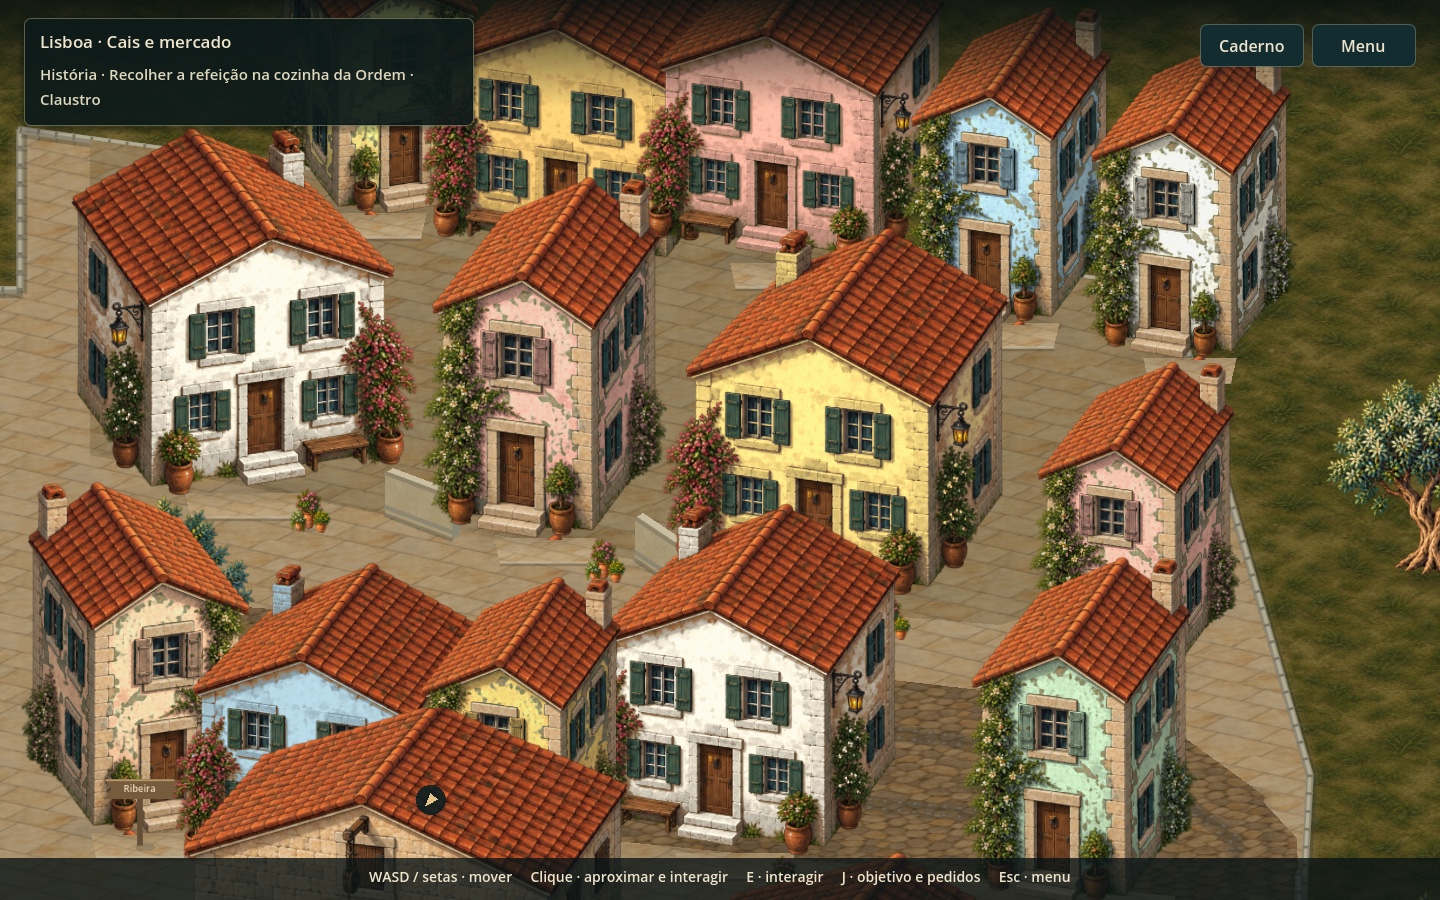 Lisboa · Cais e mercado
História · Recolher a refeição na cozinha da Ordem ·
Claustro
Caderno
Menu
Ribeira
WASD / setas · mover
Clique · aproximar e interagir
E · interagir
J · objetivo e pedidos
Esc · menu